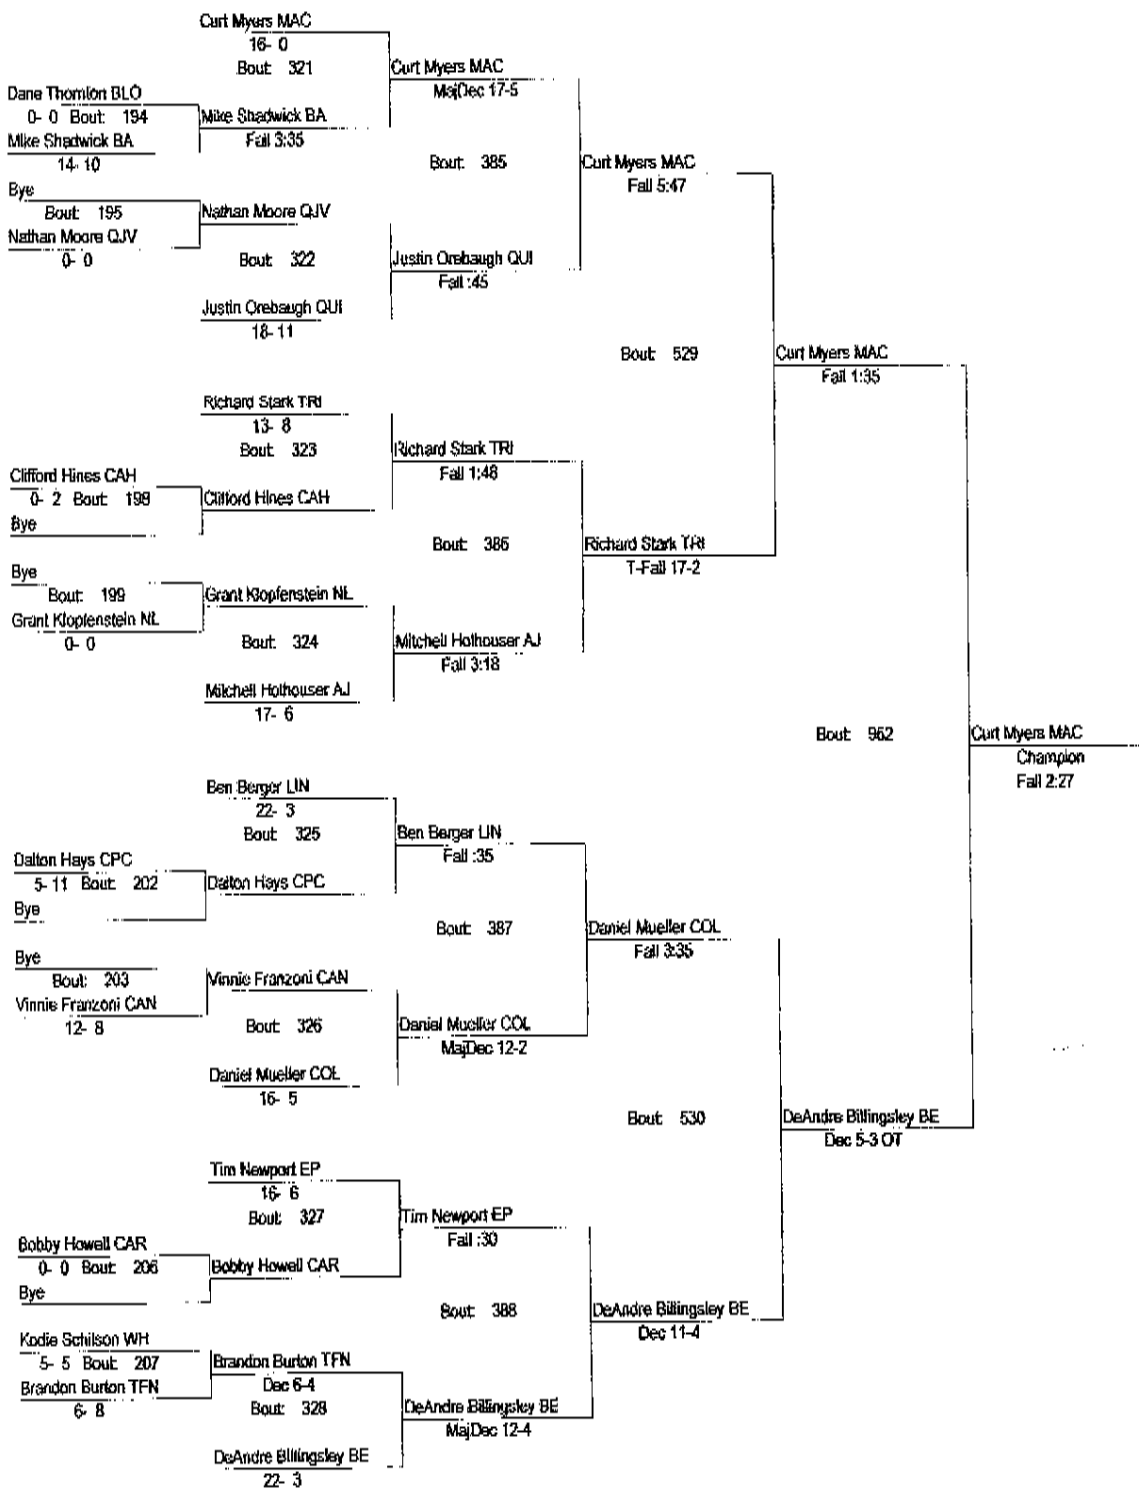 Curt Myers MAC
16- 0
Bout: 321
Curt Myers MAC
MajDec 17-5
Dane Thornton BLO
0- 0 Bout: 194
Mike Shadwick BA
Fall 3:35
Mike Shadwick BA
14- 10
Bout: 385
Curt Myers MAC
Fall 5:47
Bye
Bout: 195
Nathan Moore QJV
Nathan Moore QJV
0- 0
Bout: 322
Justin Orebaugh QUI
Fall :45
Justin Orebaugh QUI
18- 11
Bout: 529
Curt Myers MAC
Fall 1:35
Richard Stark TRI
13- 8
Bout: 323
Richard Stark TRI
Fall 1:48
Clifford Hines CAH
0- 2 Bout: 198
Clifford Hines CAH
Bye
Bout: 386
Richard Stark TRI
T-Fall 17-2
Bye
Bout: 199
Grant Klopfenstein NL
Grant Klopfenstein NL
0- 0
Bout: 324
Mitchell Holhouser AJ
Fall 3:18
Mitchell Holhouser AJ
17- 6
Bout: 962
Curt Myers MAC
Champion
Fall 2:27
Ben Berger LIN
22- 3
Bout: 325
Ben Berger LIN
Fall :35
Dalton Hays CPC
5- 11 Bout: 202
Dalton Hays CPC
Bye
Bout: 387
Daniel Mueller COL
Fall 3:35
Bye
Bout: 203
Vinnie Franzoni CAN
Vinnie Franzoni CAN
12- 8
Bout: 326
Daniel Mueller COL
MajDec 12-2
Daniel Mueller COL
16- 5
Bout: 530
DeAndre Billingsley BE
Dec 5-3 OT
Tim Newport EP
16- 6
Bout: 327
Tim Newport EP
Fall :30
Bobby Howell CAR
0- 0 Bout: 206
Bobby Howell CAR
Bye
Bout: 388
DeAndre Billingsley BE
Dec 11-4
Kodie Schilson WH
5- 5 Bout: 207
Brandon Burton TFN
Dec 6-4
Brandon Burton TFN
6- 8
Bout: 328
DeAndre Billingsley BE
MajDec 12-4
DeAndre Billingsley BE
22- 3